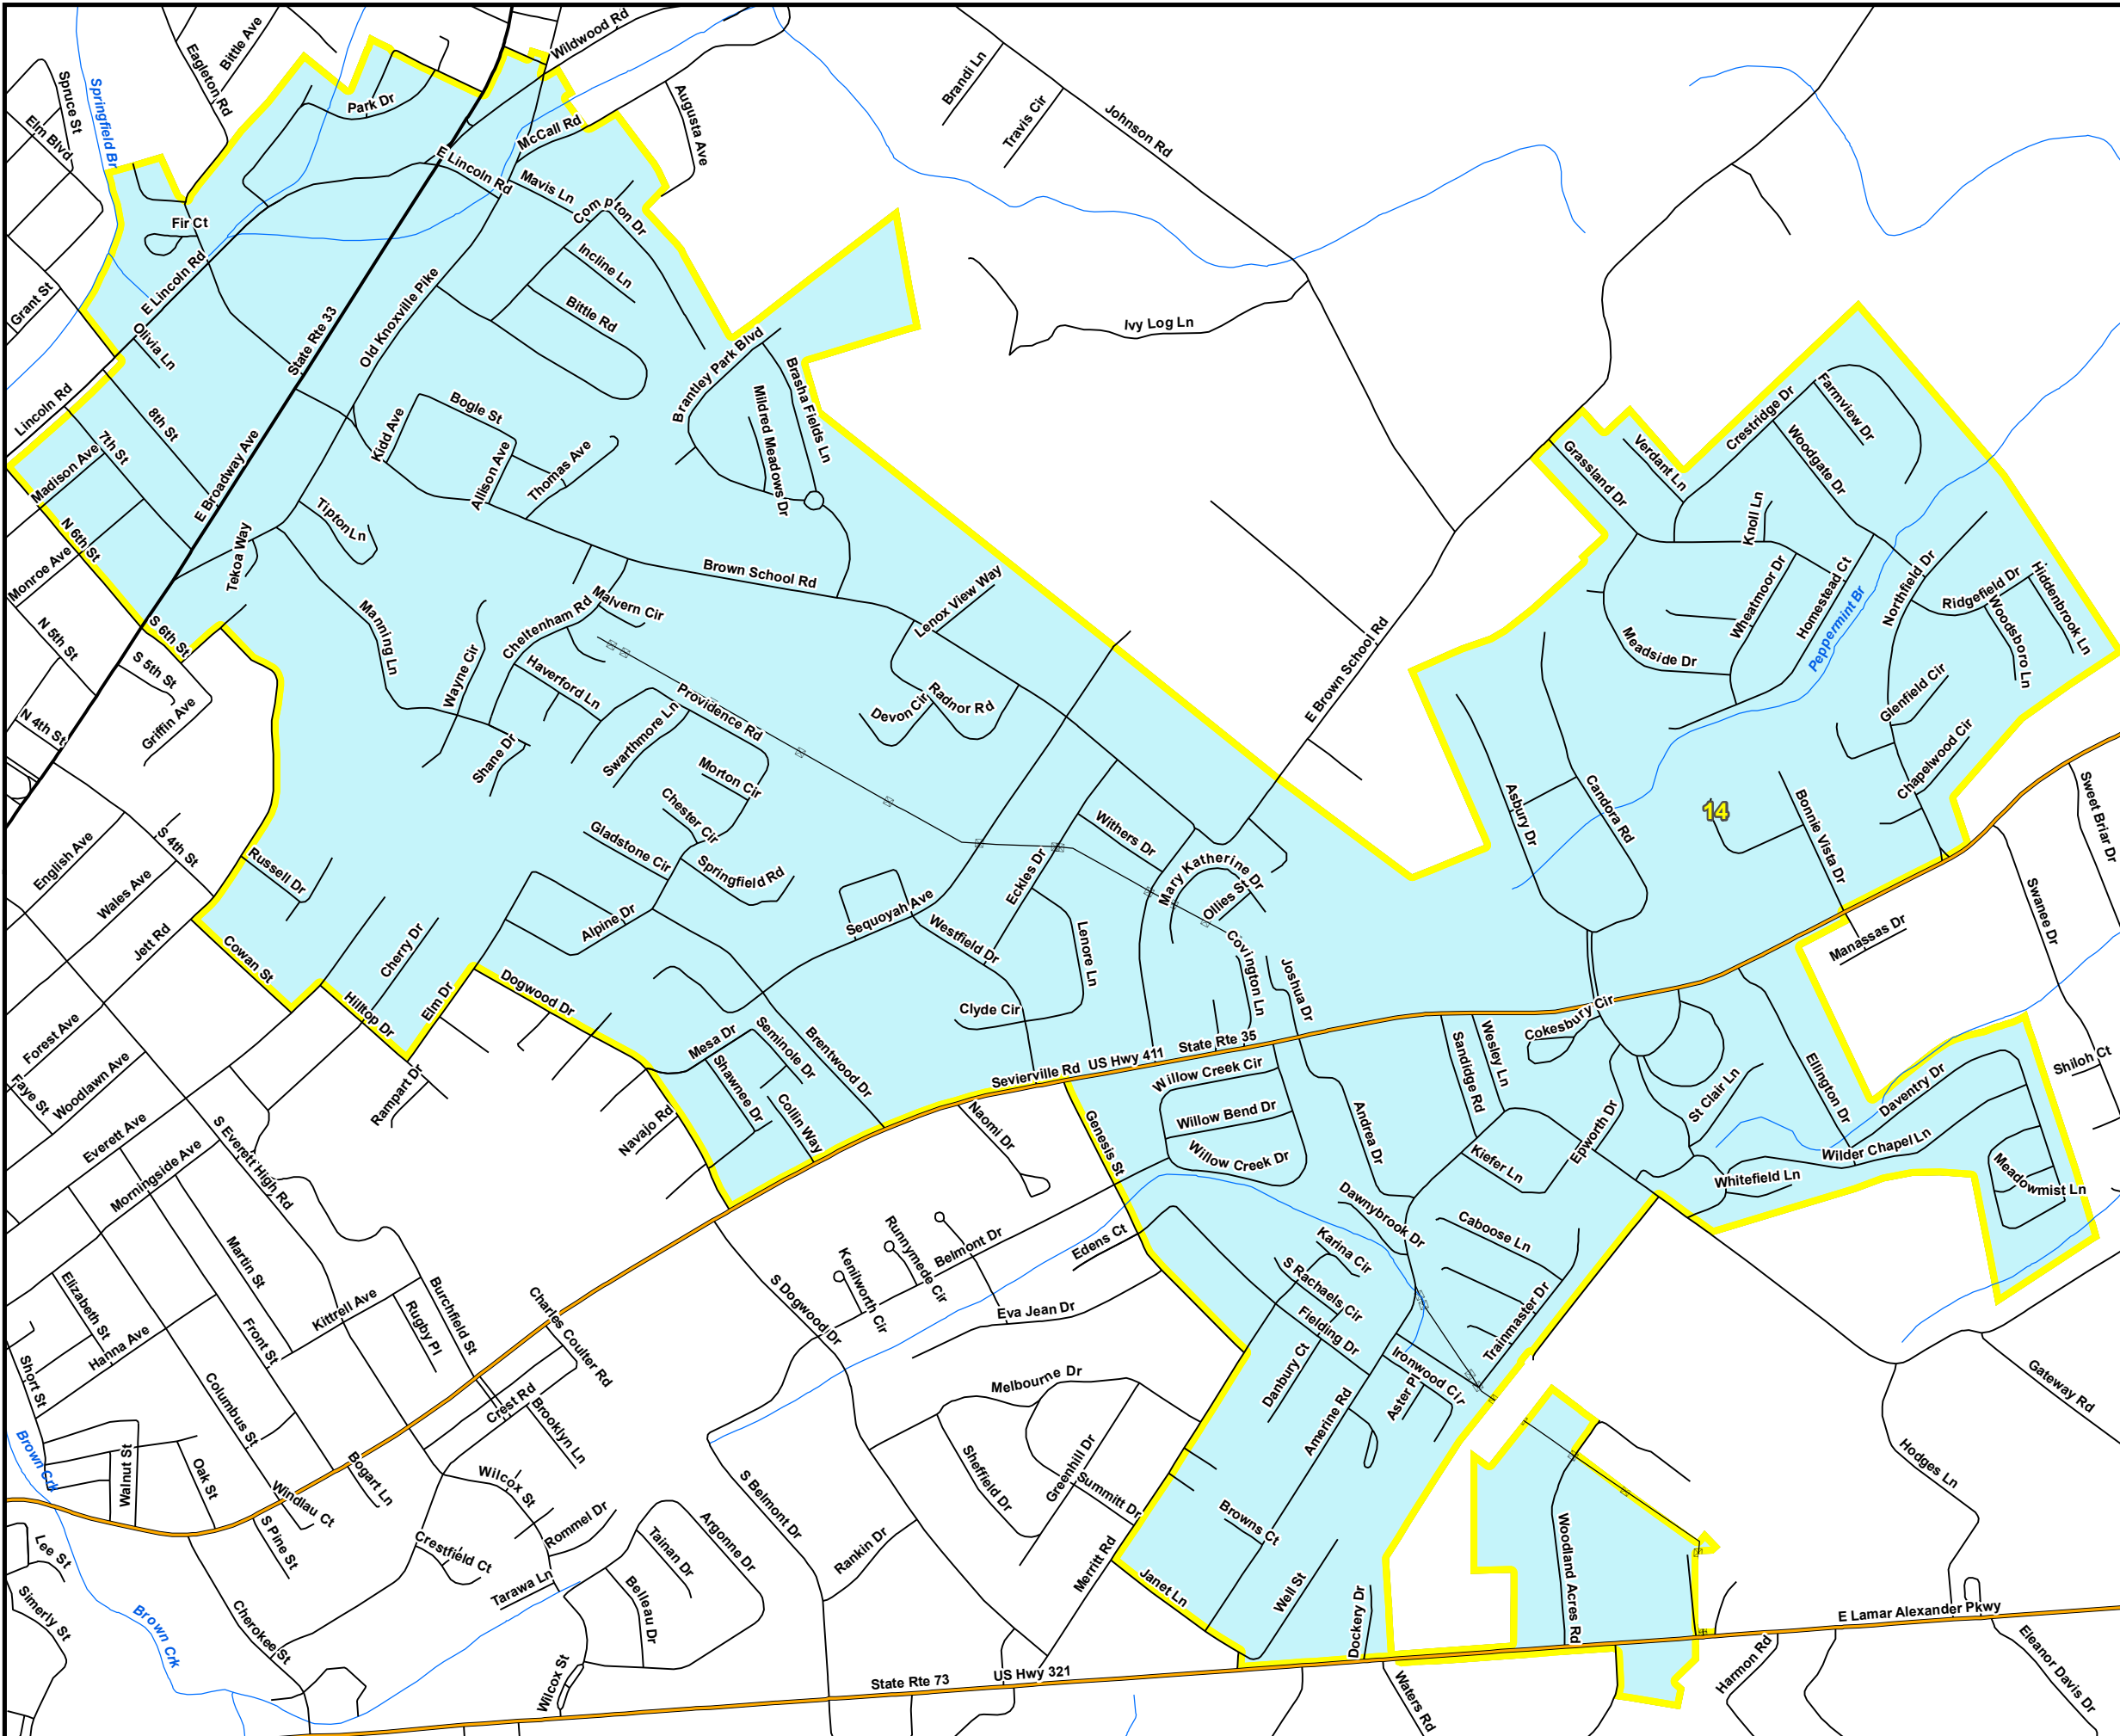 Wildwood Rd
Bittle Ave
Eagleton Rd
Spruce St
Springfield Br
Elm Blvd
Park Dr
McCall Rd
Augusta Ave
Brandi Ln
Travis Cir
Johnson Rd
E Lincoln Rd
Mavis Ln
Compton Dr
Fir Ct
Incline Ln
Bittle Rd
E Lincoln Rd
Grant St
Olivia Ln
State Rte 33
Old Knoxville Pike
Ivy Log Ln
Brantley Park Blvd
Brasha Fields Ln
Mildred Meadows Dr
Lincoln Rd
8th St
7th St
Madison Ave
E Broadway Ave
Kidd Ave
Bogle St
Allison Ave
Thomas Ave
N 6th St
Monroe Ave
Tekoa Way
Tipton Ln
Crestridge Dr
Farmview Dr
Woodgate Dr
Verdant Ln
Grassland Dr
Knoll Ln
Wheatmoor Dr
Homestead Ct
Peppermint Br
Northfield Dr
Ridgefield Dr
Hiddenbrook Ln
Woodsboro Ln
Meadside Dr
Glenfield Cir
Chapelwood Cir
Brown School Rd
Lenox View Way
Malvern Cir
Cheltenham Rd
Manning Ln
Wayne Cir
Haverford Ln
Providence Rd
Swarthmore Ln
Shane Dr
Morton Cir
Chester Cir
Gladstone Cir
Springfield Rd
Devon Cir
Radnor Rd
E Brown School Rd
S 6th St
N 5th St
S 5th St
Griffin Ave
N 4th St
S 4th St
English Ave
Wales Ave
Jett Rd
Russell Dr
Cowan St
Cherry Dr
Hilltop Dr
Elm Dr
Dogwood Dr
Alpine Dr
Sequoyah Ave
Westfield Dr
Eckles Dr
Withers Dr
Lenore Ln
Clyde Cir
Mary Katherine Dr
Ollies St
Covington Ln
Joshua Dr
Asbury Dr
Candora Rd
14
Bonnie Vista Dr
Manassas Dr
Swanee Dr
Sweet Briar Dr
Shiloh Ct
Cokesbury Cir
Ellington Dr
St Clair Ln
Daventry Dr
Wilder Chapel Ln
Whitefield Ln
Meadowmist Ln
Forest Ave
Woodlawn Ave
Faye St
Everett Ave
Morningside Ave
S Everett High Rd
Rampart Dr
Navajo Rd
Mesa Dr
Seminole Dr
Shawnee Dr
Collin Way
Brentwood Dr
Sevierville Rd
US Hwy 411
State Rte 35
Naomi Dr
Genesis St
Willow Creek Cir
Willow Bend Dr
Willow Creek Dr
Andrea Dr
Sandidge Rd
Wesley Ln
Kiefer Ln
Epworth Dr
Dawnybrook Dr
Caboose Ln
Karina Cir
S Rachaels Cir
Fielding Dr
Danbury Ct
Ironwood Cir
Aster Pl
Trainmaster Dr
Amerine Rd
Edens Ct
Belmont Dr
Runnymede Cir
Kenilworth Cir
Eva Jean Dr
S Dogwood Dr
Melbourne Dr
Sheffield Dr
Greenhill Dr
Summitt Dr
Merritt Rd
Browns Ct
Janet Ln
Well St
Dockery Dr
Woodland Acres Rd
Gateway Rd
Hodges Ln
E Lamar Alexander Pkwy
Eleanor Davis Dr
Harmon Rd
Waters Rd
US Hwy 321
State Rte 73
S Belmont Dr
Rankin Dr
Argonne Dr
Tainan Dr
Belleau Dr
Wilcox St
Rommel Dr
Tarawa Ln
Crestfield Ct
Wilcox St
Brooklyn Ln
Crest Rd
Charles Coulter Rd
Burchfield St
Rugby Pl
Kittrell Ave
Martin St
Front St
Columbus St
Elizabeth St
Hanna Ave
Short St
Brown Crk
Walnut St
Oak St
Windlau Ct
Bogart Ln
S Pine St
Lee St
Simerly St
Brown Crk
Cherokee St